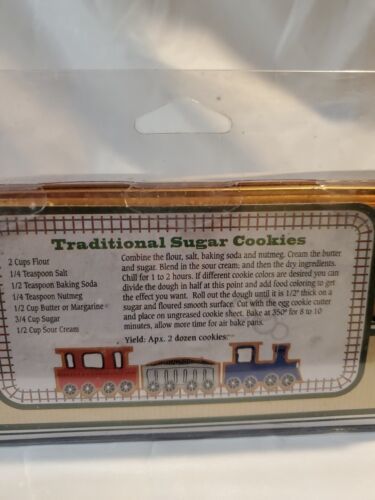 Traditional Sugar Cookies
2 Cups Flour
1/4 Teaspoon Salt
1/2 Teaspoon Baking Soda
1/4 Teaspoon Nutmeg
1/2 Cup Butter or Margarine
3/4 Cup Sugar
1/2 Cup Sour Cream
Combine the flour, salt, baking soda and nutmeg. Cream the butter
and sugar. Blend in the sour cream; and then the dry ingredients.
Chill for 1 to 2 hours. If different cookie colors are desired you can
divide the dough in half at this point and add food coloring to get
the effect you want. Roll out the dough until it is 1/2" thick on a
sugar and floured smooth surface. Cut with the egg cookie cutter
and place on ungreased cookie sheet. Bake at 350° for 8 to 10
minutes, allow more time for air bake pans.
Yield: Apx. 2 dozen cookies.